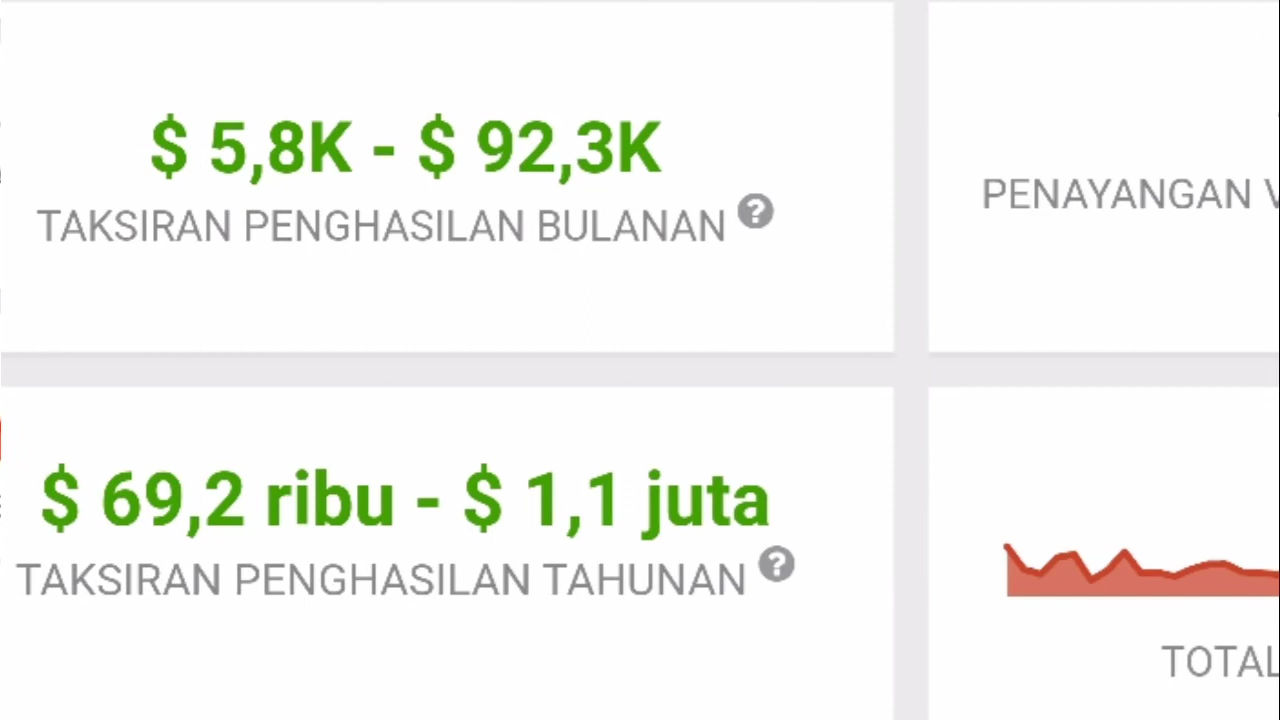 $ 5,8K - $ 92,3K
TAKSIRAN PENGHASILAN BULANAN ?
PENAYANGAN
$ 69,2 ribu - $ 1,1 juta
TAKSIRAN PENGHASILAN TAHUNAN ?
TOTAL